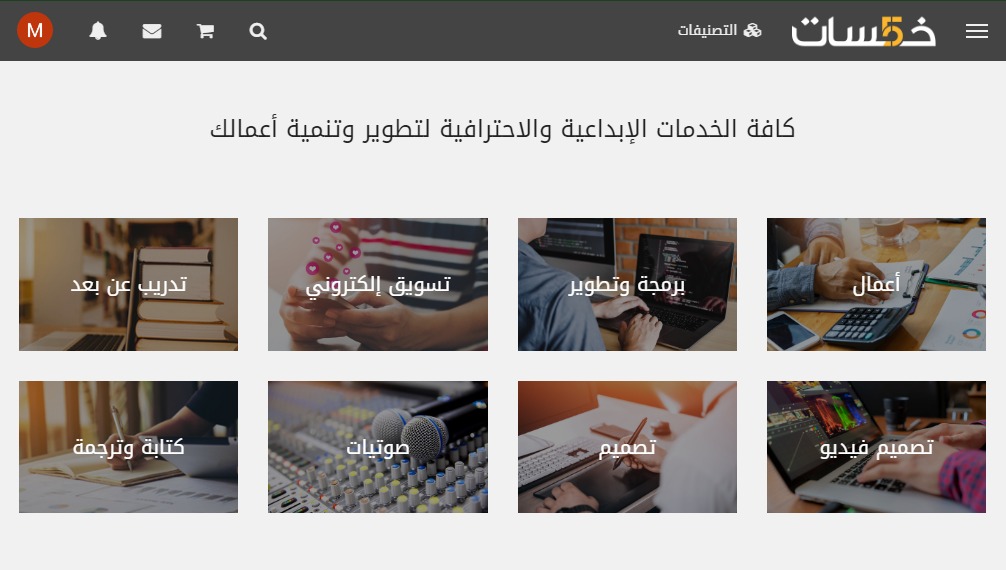 خمسات
التصنيفات
M
كافة الخدمات الإبداعية والاحترافية لتطوير وتنمية أعمالك
أعمال
برمجة وتطوير
تسويق إلكتروني
تدريب عن بعد
تصميم فيديو
تصميم
صوتيات
كتابة وترجمة